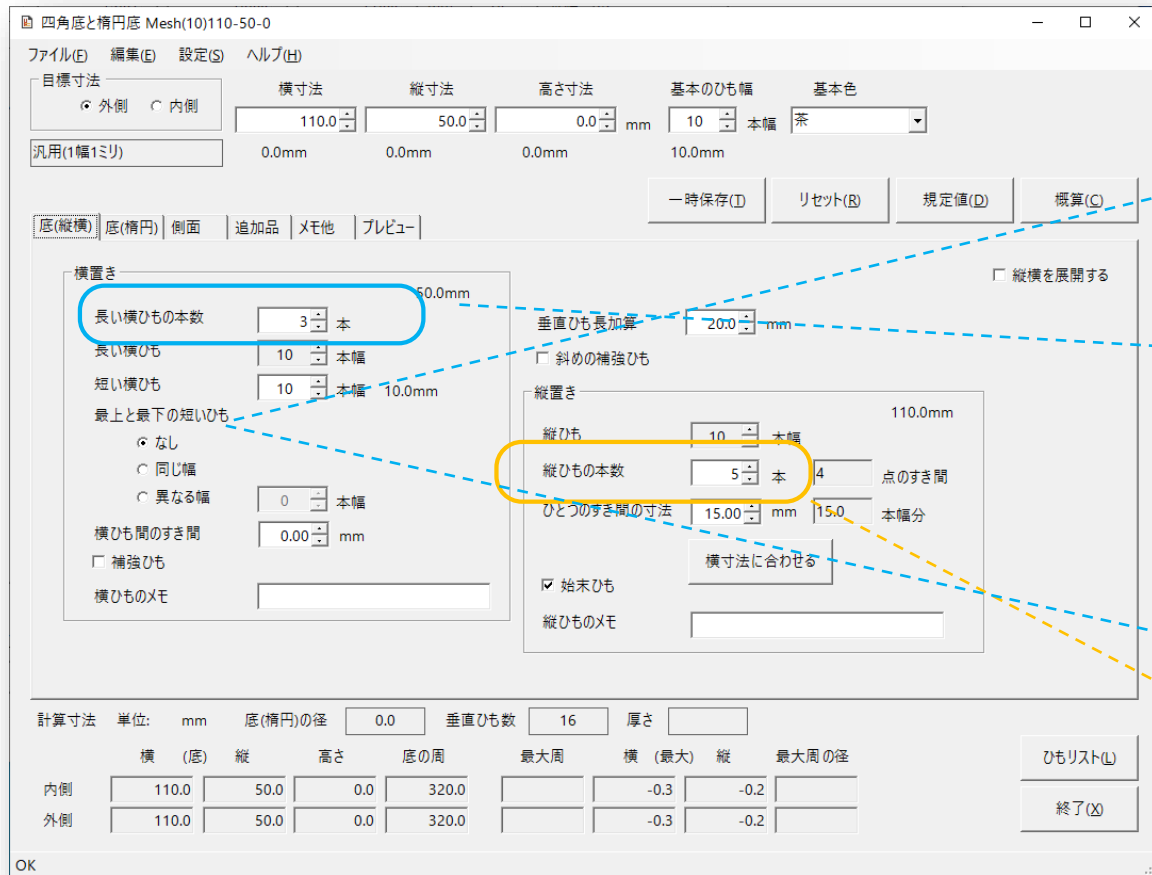 四角底と楕円底 Mesh(10)110-50-0
ファイル(F) 編集(E) 設定(S) ヘルプ(H)
目標寸法
外側 内側
横寸法 縦寸法 高さ寸法 基本のひも幅 基本色
110.0 50.0 0.0 mm 10 本幅 茶
汎用(1幅1ミリ) 0.0mm 0.0mm 0.0mm 10.0mm
一時保存(T) リセット(R) 規定値(D) 概算(C)
底(縦横) 底(楕円) 側面 追加品 メモ他 プレビュー
横置き
50.0mm
長い横ひもの本数 3 本
長い横ひも 10 本幅
短い横ひも 10 本幅 10.0mm
最上と最下の短いひも
なし
同じ幅
異なる幅 0 本幅
横ひも間のすき間 0.00 mm
補強ひも
横ひものメモ
縦横を展開する
垂直ひも長加算 20.0 mm
斜めの補強ひも
縦置き
110.0mm
縦ひも 10 本幅
縦ひもの本数 5 本 4 点のすき間
ひとつのすき間の寸法 15.00 mm 15.0 本幅分
横寸法に合わせる
始末ひも
縦ひものメモ
計算寸法 単位: mm 底(楕円)の径 0.0 垂直ひも数 16 厚さ
横 (底) 縦 高さ 底の周 最大周 横 (最大) 縦 最大周の径
内側 110.0 50.0 0.0 320.0 -0.3 -0.2
外側 110.0 50.0 0.0 320.0 -0.3 -0.2
ひもリスト(L)
終了(X)
OK